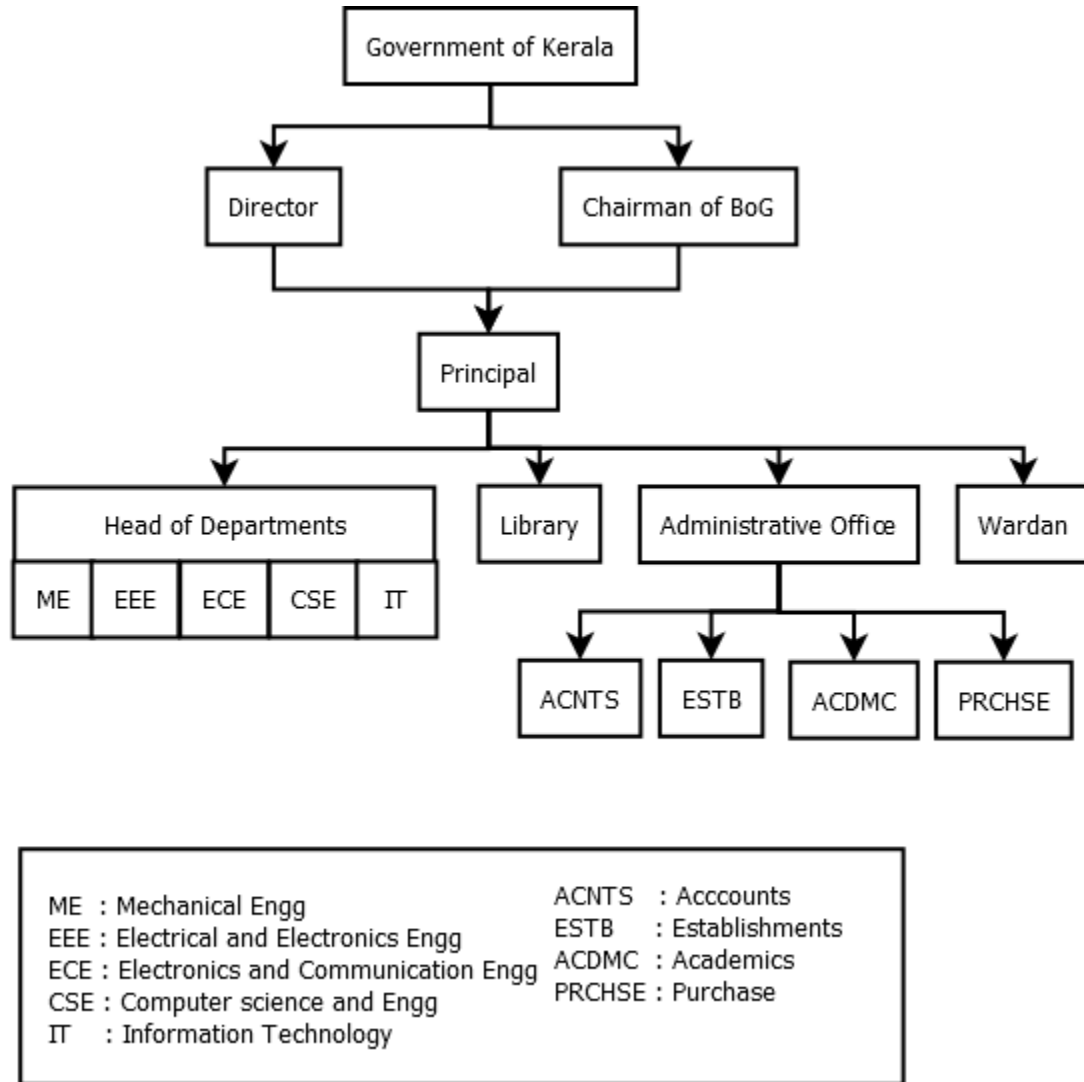 Government of Kerala
Director
Chairman of BoG
Principal
Head of Departments
Library
Administrative Office
Wardan
ME
EEE
ECE
CSE
IT
ACNTS
ESTB
ACDMC
PRCHSE
ME : Mechanical Engg
EEE : Electrical and Electronics Engg
ECE : Electronics and Communication Engg
CSE : Computer science and Engg
IT : Information Technology
ACNTS : Acccounts
ESTB : Establishments
ACDMC : Academics
PRCHSE : Purchase